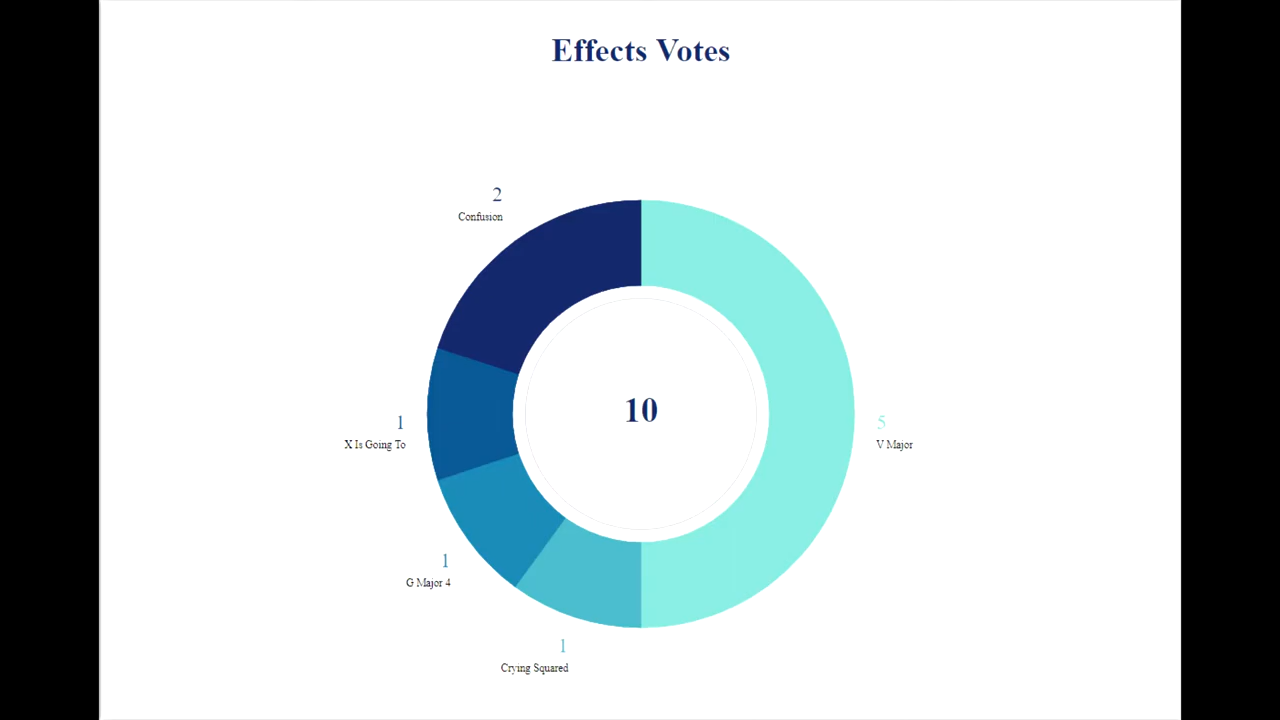 Effects Votes
2
Confusion
10
1
X Is Going To
5
V Major
1
G Major 4
1
Crying Squared